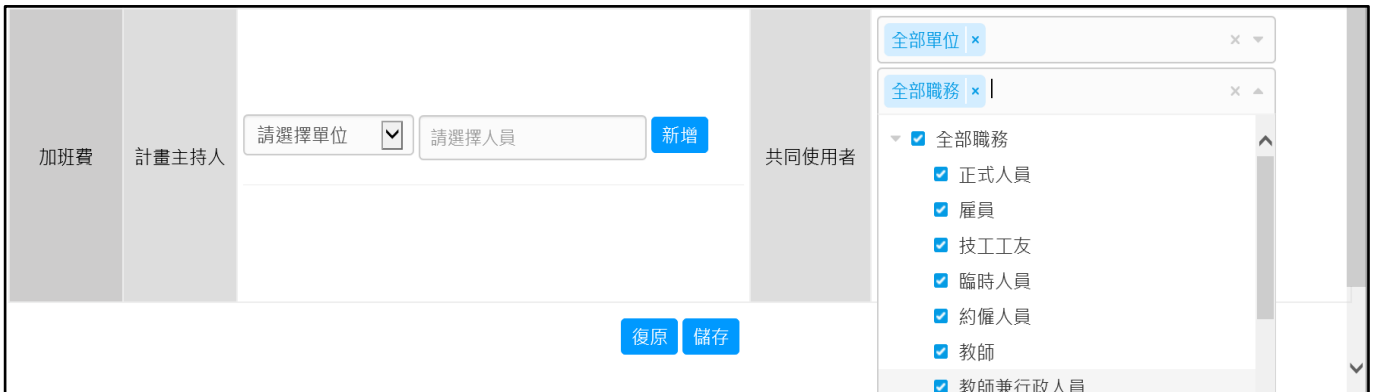 加班費
計畫主持人
請選擇單位
請選擇人員
新增
共同使用者
全部單位 ×
全部職務 ×
全部職務
正式人員
雇員
技工工友
臨時人員
約僱人員
教師
教師兼行政人員
復原
儲存